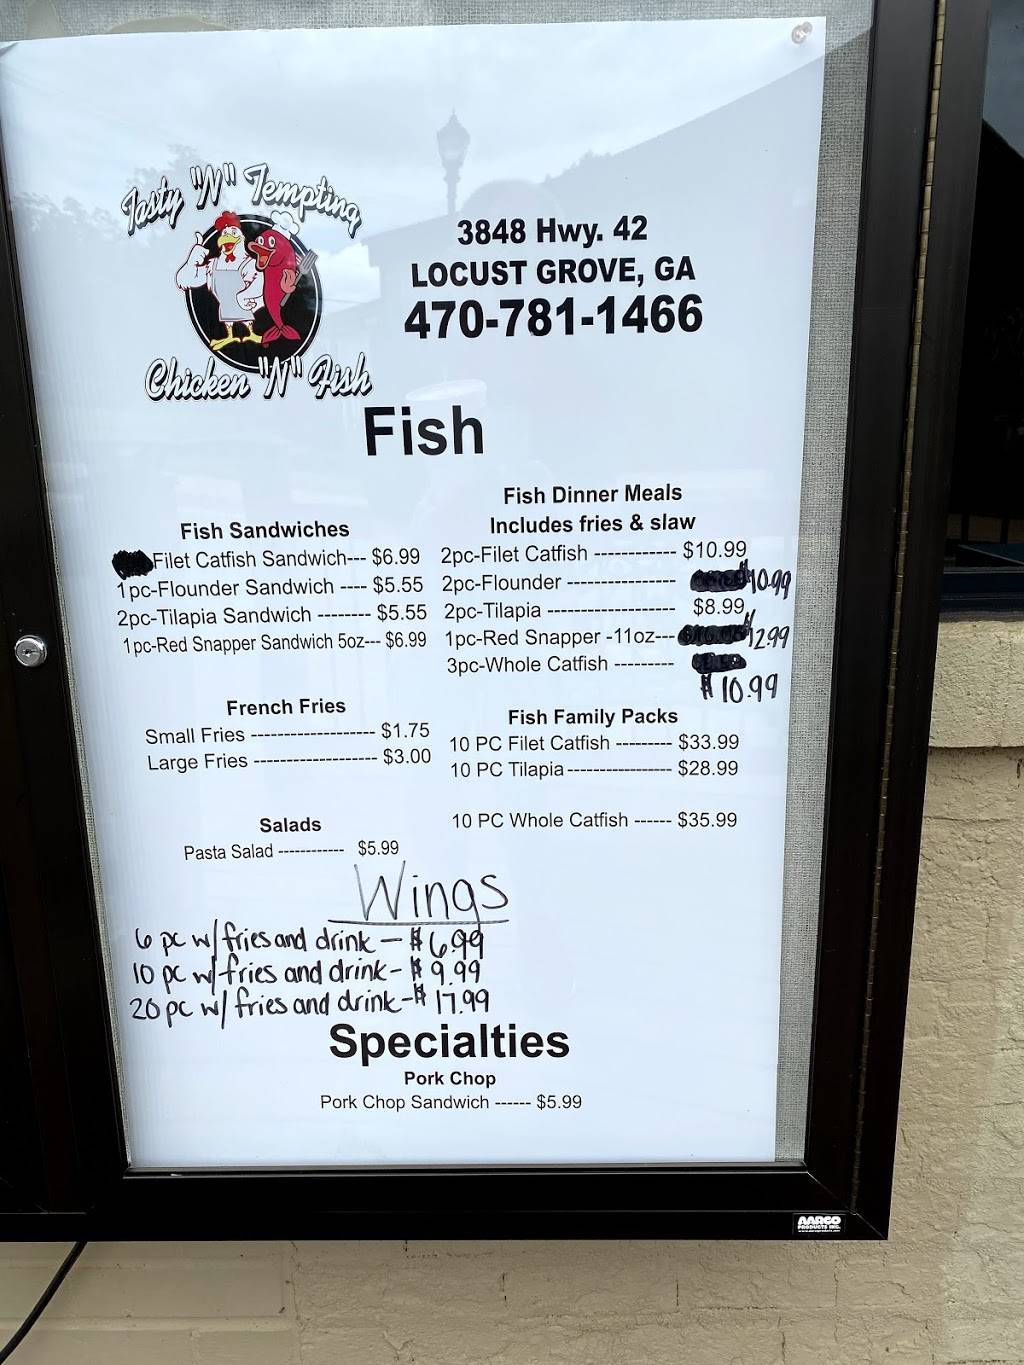 Tasty "N" Tempting
Chicken "N" Fish
3848 Hwy. 42
LOCUST GROVE, GA
470-781-1466
Fish
Fish Sandwiches
Filet Catfish Sandwich--- $6.99
1pc-Flounder Sandwich ---- $5.55
2pc-Tilapia Sandwich -------- $5.55
1pc-Red Snapper Sandwich 5oz--- $6.99
French Fries
Small Fries ------------------- $1.75
Large Fries ------------------- $3.00
Salads
Pasta Salad ------------ $5.99
Fish Dinner Meals
Includes fries & slaw
2pc-Filet Catfish ------------ $10.99
2pc-Flounder ---------------- $10.99
2pc-Tilapia ------------------- $8.99
1pc-Red Snapper -11oz--- $12.99
3pc-Whole Catfish ---------
$10.99
Fish Family Packs
10 PC Filet Catfish --------- $33.99
10 PC Tilapia ---------------- $28.99
10 PC Whole Catfish ------ $35.99
Wings
6 pc w/ fries and drink - $6.99
10 pc w/ fries and drink - $9.99
20 pc w/ fries and drink - $17.99
Specialties
Pork Chop
Pork Chop Sandwich ------ $5.99
AARCO
PRODUCTS INC.